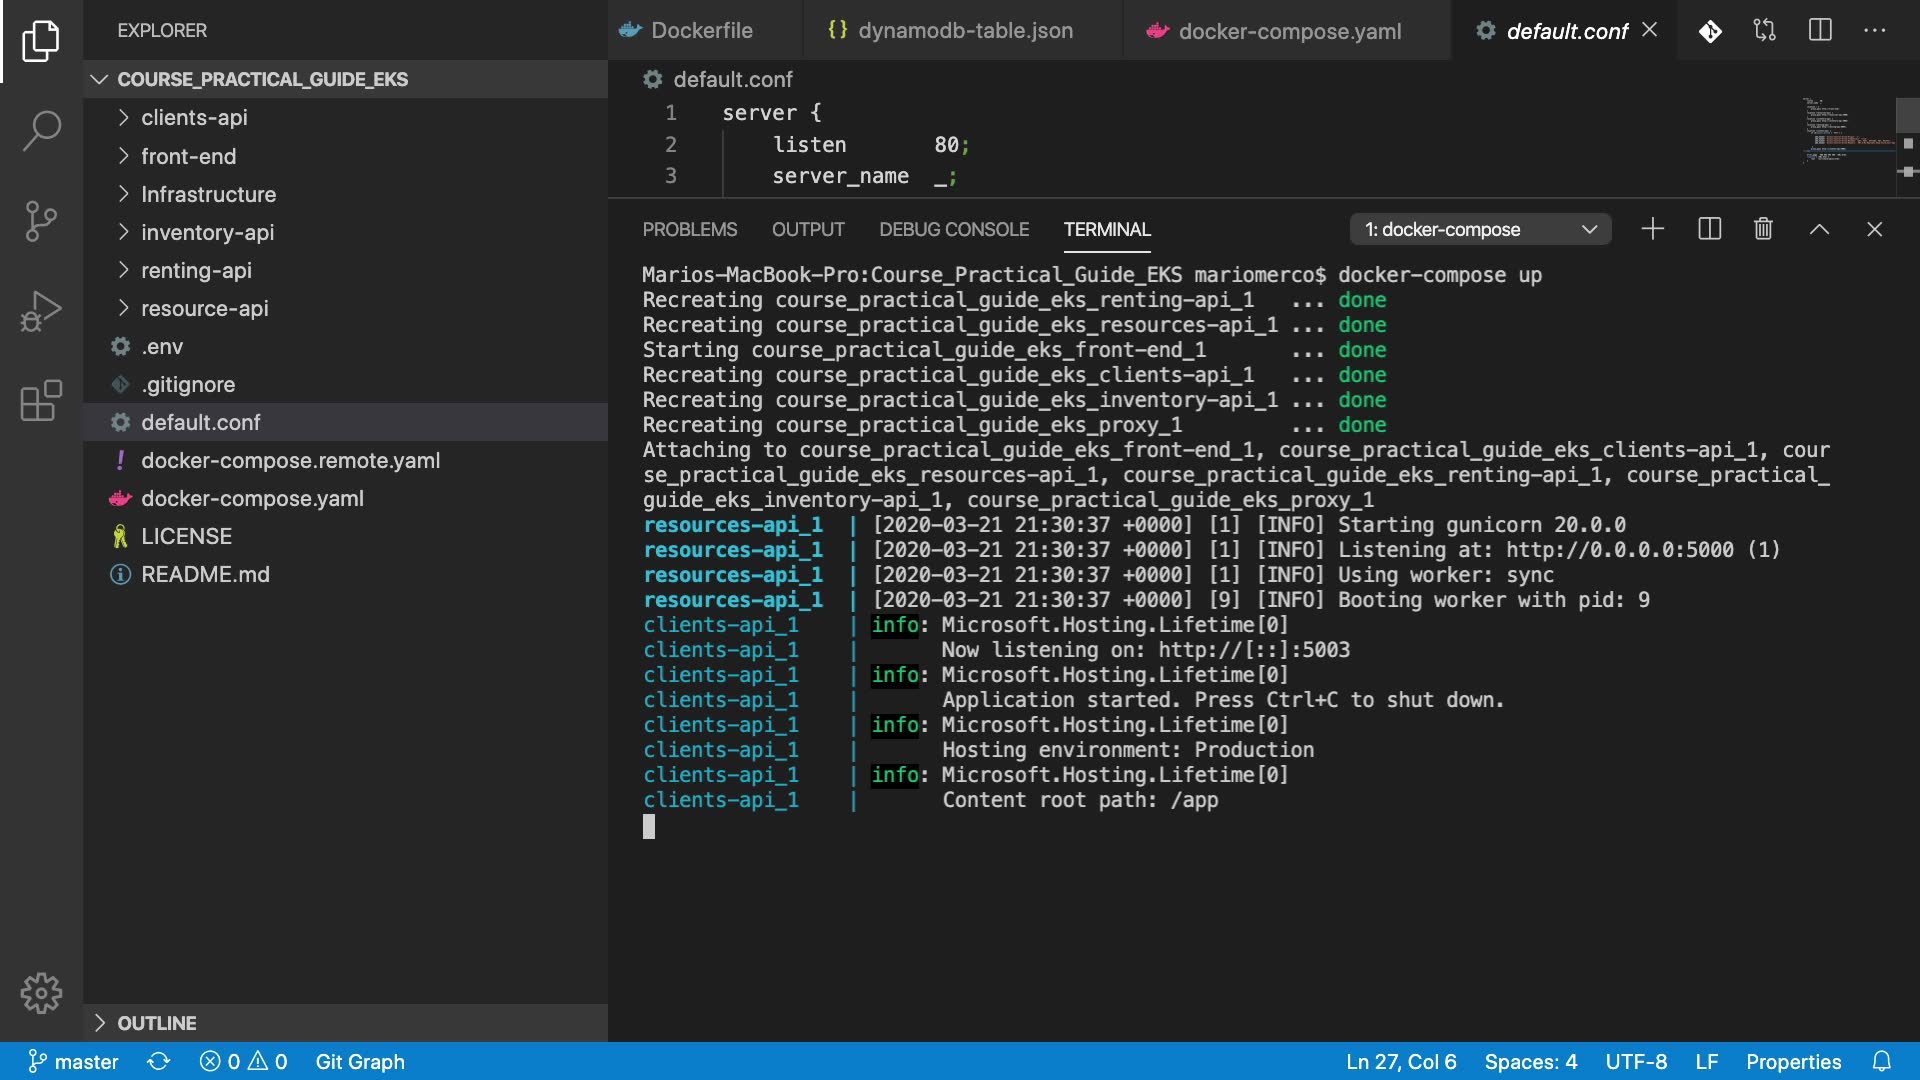 EXPLORER
COURSE_PRACTICAL_GUIDE_EKS
clients-api
front-end
Infrastructure
inventory-api
renting-api
resource-api
.env
.gitignore
default.conf
docker-compose.remote.yaml
docker-compose.yaml
LICENSE
README.md
OUTLINE
Dockerfile
{} dynamodb-table.json
docker-compose.yaml
default.conf
default.conf
1 server {
2 listen 80;
3 server_name _;
PROBLEMS OUTPUT DEBUG CONSOLE TERMINAL 1: docker-compose
Marios-MacBook-Pro:Course_Practical_Guide_EKS mariomerco$ docker-compose up
Recreating course_practical_guide_eks_renting-api_1 ... done
Recreating course_practical_guide_eks_resources-api_1 ... done
Starting course_practical_guide_eks_front-end_1 ... done
Recreating course_practical_guide_eks_clients-api_1 ... done
Recreating course_practical_guide_eks_inventory-api_1 ... done
Recreating course_practical_guide_eks_proxy_1 ... done
Attaching to course_practical_guide_eks_front-end_1, course_practical_guide_eks_clients-api_1, cour
se_practical_guide_eks_resources-api_1, course_practical_guide_eks_renting-api_1, course_practical_
guide_eks_inventory-api_1, course_practical_guide_eks_proxy_1
resources-api_1 | [2020-03-21 21:30:37 +0000] [1] [INFO] Starting gunicorn 20.0.0
resources-api_1 | [2020-03-21 21:30:37 +0000] [1] [INFO] Listening at: http://0.0.0.0:5000 (1)
resources-api_1 | [2020-03-21 21:30:37 +0000] [1] [INFO] Using worker: sync
resources-api_1 | [2020-03-21 21:30:37 +0000] [9] [INFO] Booting worker with pid: 9
clients-api_1 | info: Microsoft.Hosting.Lifetime[0]
clients-api_1 | Now listening on: http://[::]:5003
clients-api_1 | info: Microsoft.Hosting.Lifetime[0]
clients-api_1 | Application started. Press Ctrl+C to shut down.
clients-api_1 | info: Microsoft.Hosting.Lifetime[0]
clients-api_1 | Hosting environment: Production
clients-api_1 | info: Microsoft.Hosting.Lifetime[0]
clients-api_1 | Content root path: /app
master 0 0 Git Graph Ln 27, Col 6 Spaces: 4 UTF-8 LF Properties